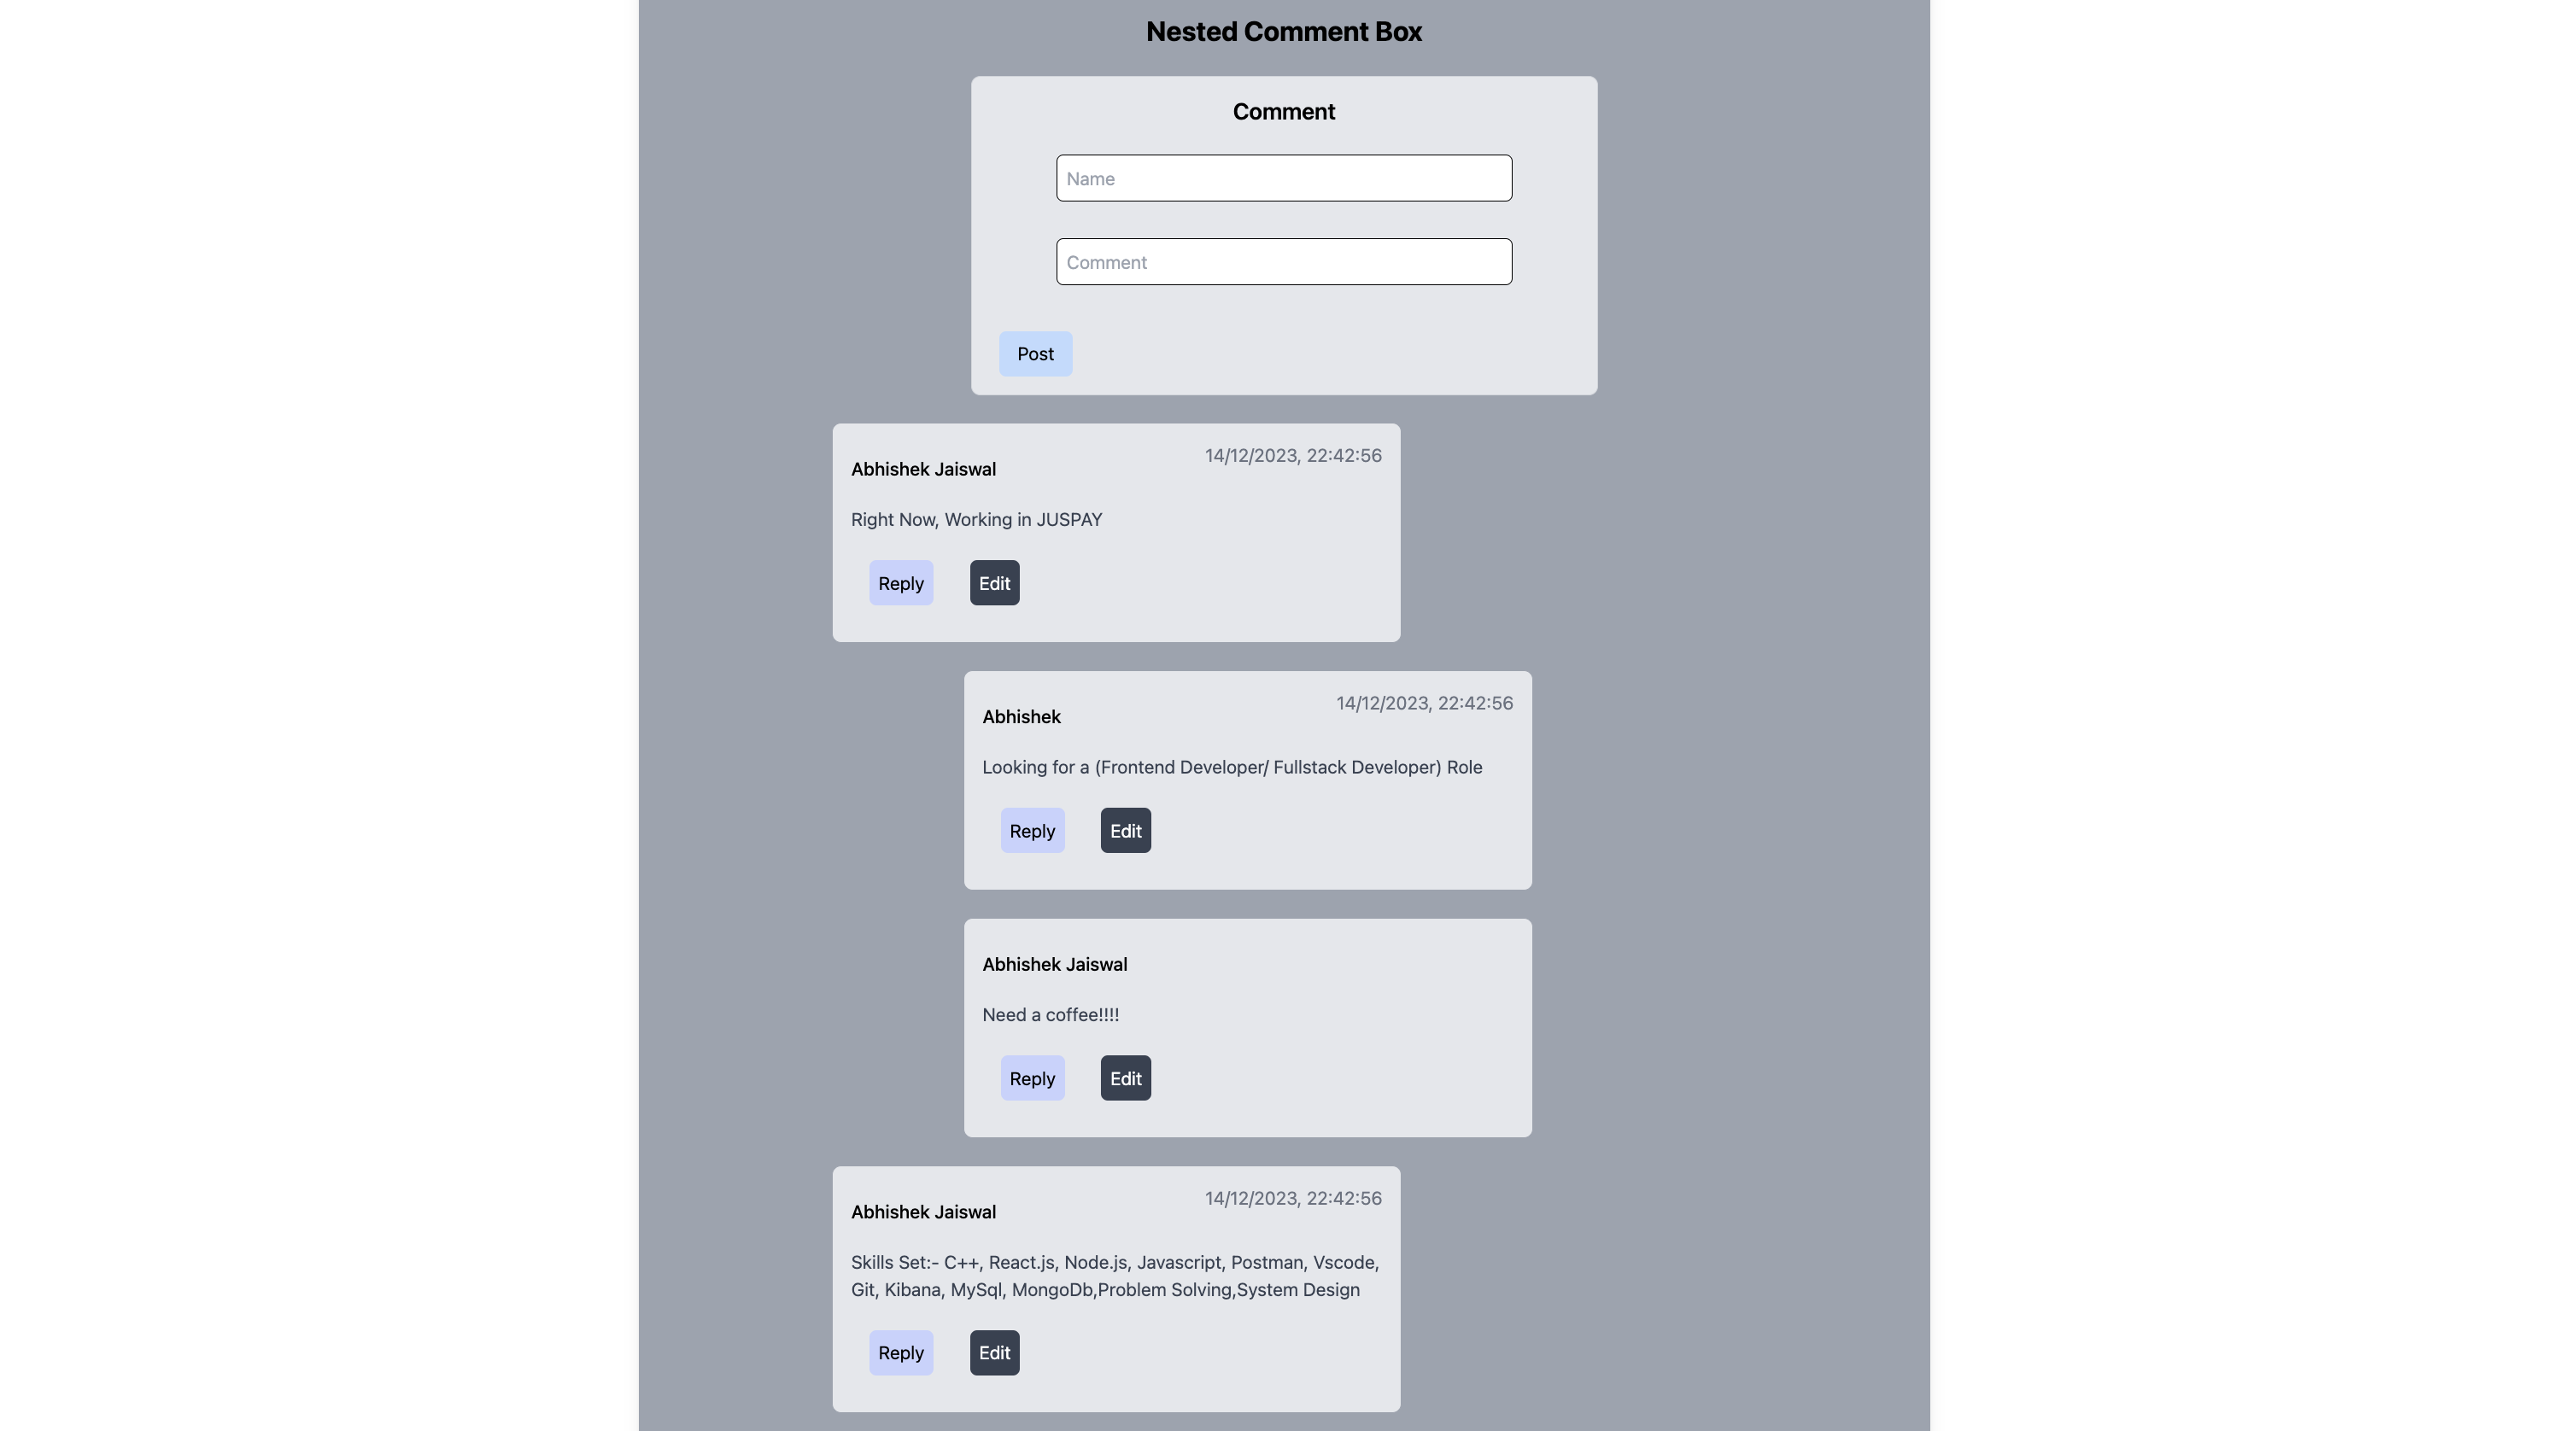 Nested Comment Box
Comment
Name
Comment
Post
Abhishek Jaiswal
14/12/2023, 22:42:56
Right Now, Working in JUSPAY
Reply
Edit
Abhishek
14/12/2023, 22:42:56
Looking for a (Frontend Developer/ Fullstack Developer) Role
Reply
Edit
Abhishek Jaiswal
Need a coffee!!!!
Reply
Edit
Abhishek Jaiswal
14/12/2023, 22:42:56
Skills Set:- C++, React.js, Node.js, Javascript, Postman, Vscode,
Git, Kibana, MySql, MongoDb,Problem Solving,System Design
Reply
Edit